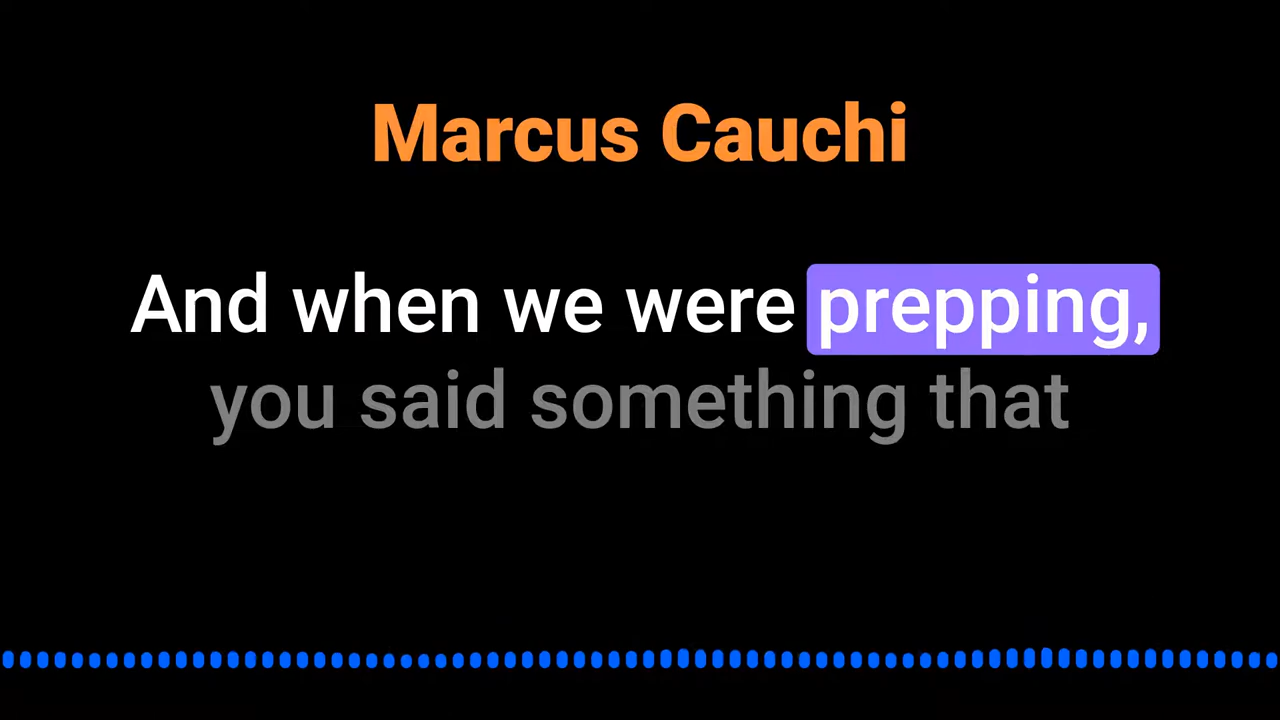 Marcus Cauchi
And when we were prepping,
you said something that